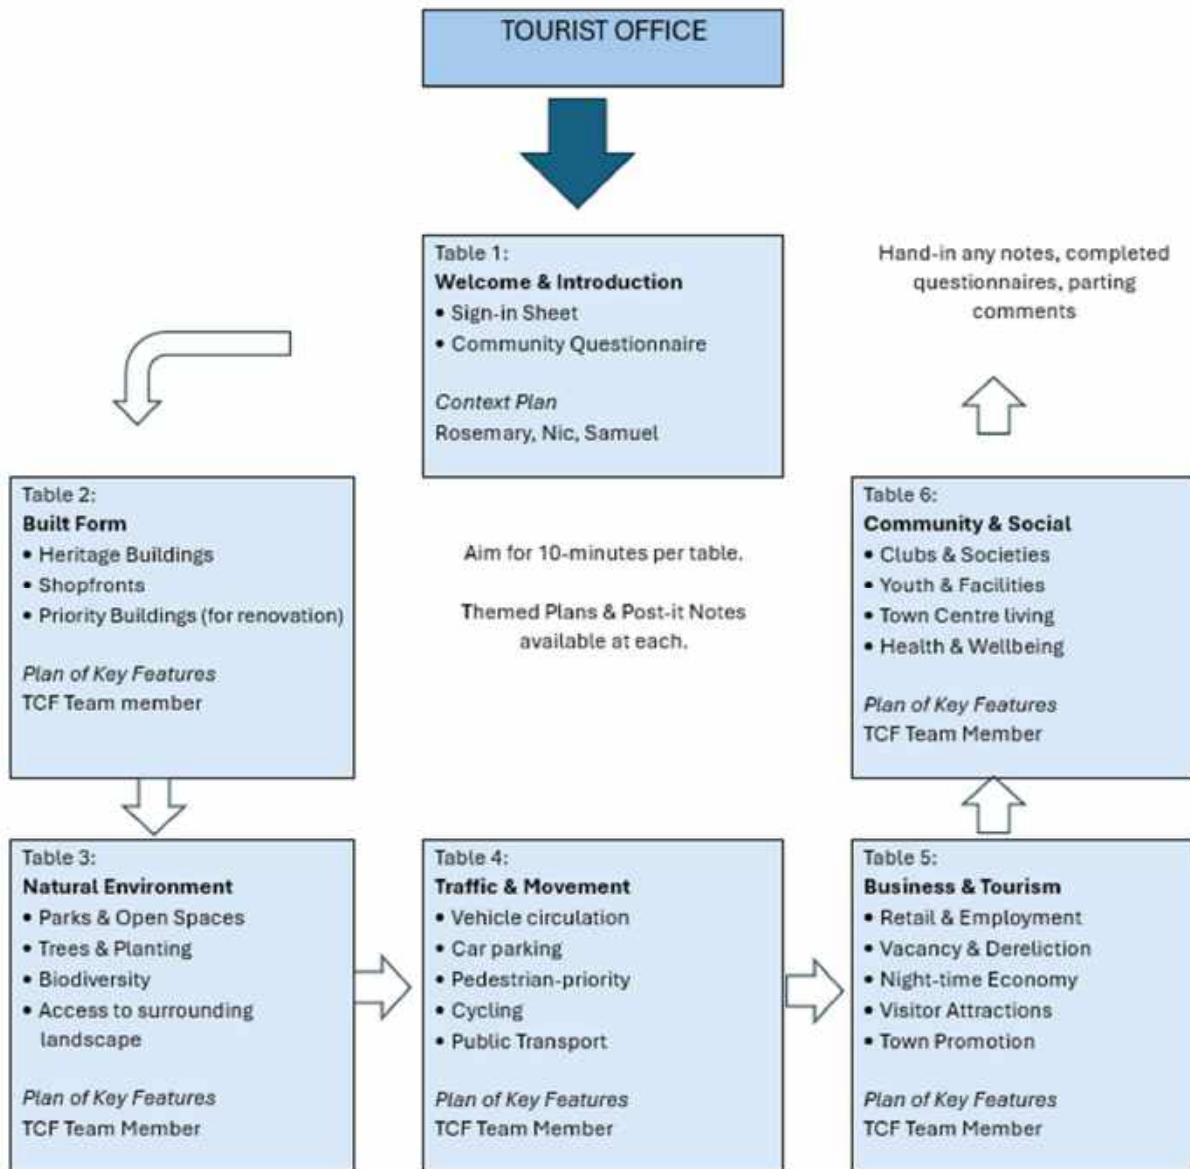 TOURIST OFFICE
Table 1:
Welcome & Introduction
• Sign-in Sheet
• Community Questionnaire
Context Plan
Rosemary, Nic, Samuel
Hand-in any notes, completed
questionnaires, parting
comments
Table 2:
Built Form
• Heritage Buildings
• Shopfronts
• Priority Buildings (for renovation)
Plan of Key Features
TCF Team member
Aim for 10-minutes per table.
Themed Plans & Post-it Notes
available at each.
Table 6:
Community & Social
• Clubs & Societies
• Youth & Facilities
• Town Centre living
• Health & Wellbeing
Plan of Key Features
TCF Team Member
Table 3:
Natural Environment
• Parks & Open Spaces
• Trees & Planting
• Biodiversity
• Access to surrounding
landscape
Plan of Key Features
TCF Team Member
Table 4:
Traffic & Movement
• Vehicle circulation
• Car parking
• Pedestrian-priority
• Cycling
• Public Transport
Plan of Key Features
TCF Team Member
Table 5:
Business & Tourism
• Retail & Employment
• Vacancy & Dereliction
• Night-time Economy
• Visitor Attractions
• Town Promotion
Plan of Key Features
TCF Team Member